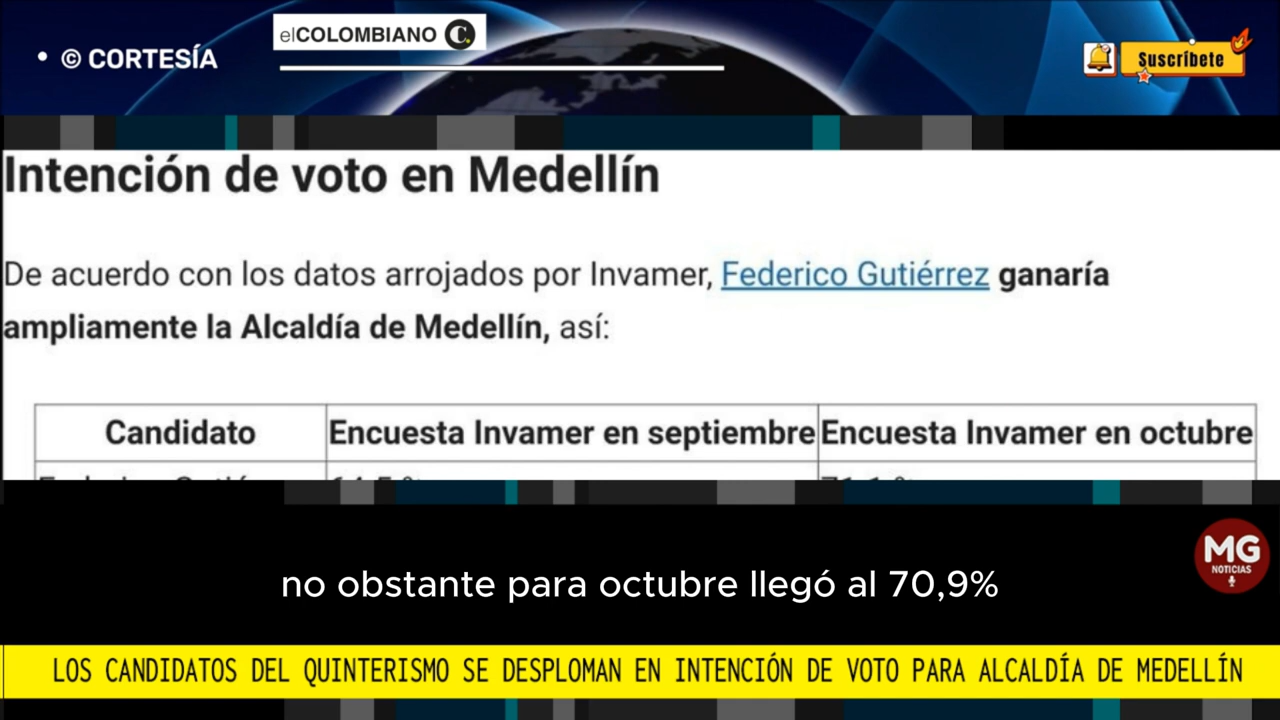 elCOLOMBIANO C
• © CORTESÍA
Suscríbete
Intención de voto en Medellín
De acuerdo con los datos arrojados por Invamer, Federico Gutiérrez ganaría
ampliamente la Alcaldía de Medellín, así:
Candidato Encuesta Invamer en septiembre Encuesta Invamer en octubre
no obstante para octubre llegó al 70,9%
MG
NOTICIAS
LOS CANDIDATOS DEL QUINTERISMO SE DESPLOMAN EN INTENCIÓN DE VOTO PARA ALCALDÍA DE MEDELLÍN